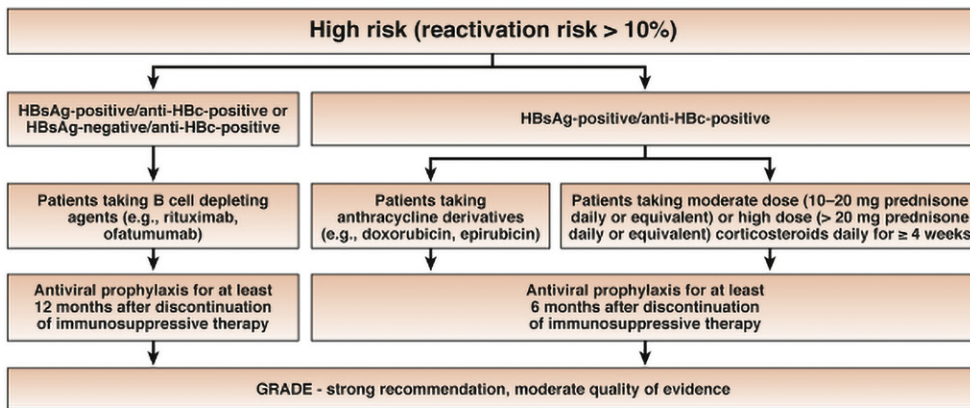 High risk (reactivation risk > 10%)
HBsAg-positive/anti-HBc-positive or
HBsAg-negative/anti-HBc-positive
HBsAg-positive/anti-HBc-positive
Patients taking B cell depleting
agents (e.g., rituximab,
ofatumumab)
Patients taking
anthracycline derivatives
(e.g., doxorubicin, epirubicin)
Patients taking moderate dose (10–20 mg prednisone
daily or equivalent) or high dose (> 20 mg prednisone
daily or equivalent) corticosteroids daily for ≥ 4 weeks
Antiviral prophylaxis for at least
12 months after discontinuation
of immunosuppressive therapy
Antiviral prophylaxis for at least
6 months after discontinuation
of immunosuppressive therapy
GRADE - strong recommendation, moderate quality of evidence